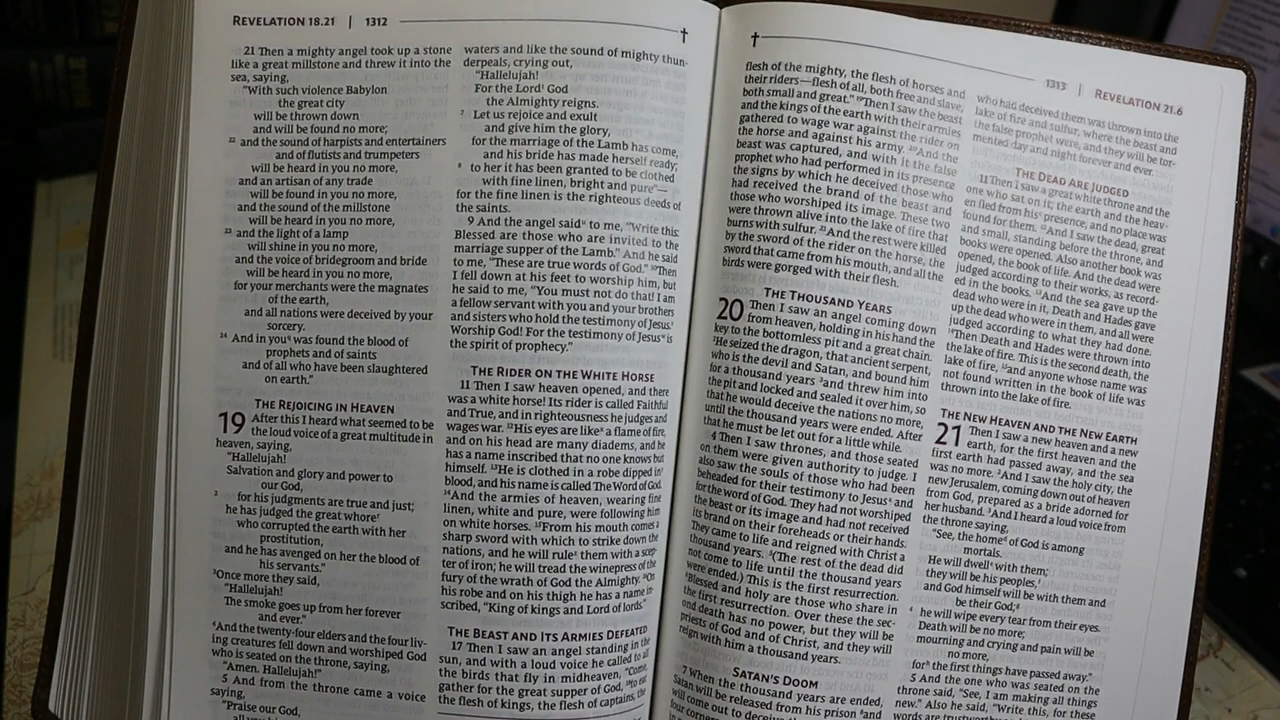 REVELATION 18.21 | 1312
21 Then a mighty angel took up a stone
like a great millstone and threw it into the
sea, saying,
"With such violence Babylon
the great city
will be thrown down
and will be found no more;
22 and the sound of harpists and entertainers
and of flutists and trumpeters
will be heard in you no more,
and an artisan of any trade
will be found in you no more,
and the sound of the millstone
will be heard in you no more,
23 and the light of a lamp
will shine in you no more,
and the voice of bridegroom and bride
will be heard in you no more,
for your merchants were the magnates
of the earth,
and all nations were deceived by your
sorcery.
24 And in you q was found the blood of
prophets and of saints
and of all who have been slaughtered
on earth."
THE REJOICING IN HEAVEN
19 After this I heard what seemed to be
the loud voice of a great multitude in
heaven, saying,
"Hallelujah!
Salvation and glory and power to
our God,
2 for his judgments are true and just;
he has judged the great whore r
who corrupted the earth with her
prostitution,
and he has avenged on her the blood of
his servants."
3Once more they said,
"Hallelujah!
The smoke goes up from her forever
and ever."
4And the twenty-four elders and the four liv-
ing creatures fell down and worshiped God
who is seated on the throne, saying,
"Amen. Hallelujah!"
5 And from the throne came a voice
saying,
"Praise our God,
all you his
waters and like the sound of mighty thun-
derpeals, crying out,
"Hallelujah!
For the Lord God
the Almighty reigns.
7 Let us rejoice and exult
and give him the glory,
for the marriage of the Lamb has come,
and his bride has made herself ready;
8 to her it has been granted to be clothed
with fine linen, bright and pure"—
for the fine linen is the righteous deeds of
the saints.
9 And the angel said u to me, "Write this:
Blessed are those who are invited to the
marriage supper of the Lamb." And he said
to me, "These are true words of God." 10Then
I fell down at his feet to worship him, but
he said to me, "You must not do that! I am
a fellow servant with you and your brothers
and sisters who hold the testimony of Jesus.
Worship God! For the testimony of Jesus is
the spirit of prophecy."
THE RIDER ON THE WHITE HORSE
11 Then I saw heaven opened, and there
was a white horse! Its rider is called Faithful
and True, and in righteousness he judges and
wages war. 12His eyes are like a flame of fire,
and on his head are many diadems, and he
has a name inscribed that no one knows but
himself. 13He is clothed in a robe dipped in
blood, and his name is called The Word of God.
14And the armies of heaven, wearing fine
linen, white and pure, were following him
on white horses. 15From his mouth comes a
sharp sword with which to strike down the
nations, and he will rule them with a scep-
ter of iron; he will tread the winepress of the
fury of the wrath of God the Almighty. 16On
his robe and on his thigh he has a name in-
scribed, "King of kings and Lord of lords."
THE BEAST AND ITS ARMIES DEFEATED
17 Then I saw an angel standing in the
sun, and with a loud voice he called to all
the birds that fly in midheaven, "Come,
gather for the great supper of God, 18to eat
the flesh of kings, the flesh of captains, the
1313 | REVELATION 21.6
flesh of the mighty, the flesh of horses and
their riders—flesh of all, both free and slave,
both small and great." 19Then I saw the beast
and the kings of the earth with their armies
gathered to wage war against the rider on
the horse and against his army. 20And the
beast was captured, and with it the false
prophet who had performed in its presence
the signs by which he deceived those who
had received the brand of the beast and
those who worshiped its image. These two
were thrown alive into the lake of fire that
burns with sulfur. 21And the rest were killed
by the sword of the rider on the horse, the
sword that came from his mouth, and all the
birds were gorged with their flesh.
THE THOUSAND YEARS
20 Then I saw an angel coming down
from heaven, holding in his hand the
key to the bottomless pit and a great chain.
2He seized the dragon, that ancient serpent,
who is the devil and Satan, and bound him
for a thousand years 3and threw him into
the pit and locked and sealed it over him, so
that he would deceive the nations no more,
until the thousand years were ended. After
that he must be let out for a little while.
4 Then I saw thrones, and those seated
on them were given authority to judge. I
also saw the souls of those who had been
beheaded for their testimony to Jesus and
for the word of God. They had not worshiped
the beast or its image and had not received
its brand on their foreheads or their hands.
They came to life and reigned with Christ a
thousand years. 5(The rest of the dead did
not come to life until the thousand years
were ended.) This is the first resurrection.
6Blessed and holy are those who share in
the first resurrection. Over these the sec-
ond death has no power, but they will be
priests of God and of Christ, and they will
reign with him a thousand years.
SATAN'S DOOM
7 When the thousand years are ended,
Satan will be released from his prison 8and
will come out to deceive
four corners
who had deceived them was thrown into the
lake of fire and sulfur, where the beast and
the false prophet were, and they will be tor-
mented day and night forever and ever.
THE DEAD ARE JUDGED
11 Then I saw a great white throne and the
one who sat on it; the earth and the heav-
en fled from his presence, and no place was
found for them. 12And I saw the dead, great
and small, standing before the throne, and
books were opened. Also another book was
opened, the book of life. And the dead were
judged according to their works, as record-
ed in the books. 13And the sea gave up the
dead who were in it, Death and Hades gave
up the dead who were in them, and all were
judged according to what they had done.
14Then Death and Hades were thrown into
the lake of fire. This is the second death, the
lake of fire, 15and anyone whose name was
not found written in the book of life was
thrown into the lake of fire.
THE NEW HEAVEN AND THE NEW EARTH
21 Then I saw a new heaven and a new
earth, for the first heaven and the
first earth had passed away, and the sea
was no more. 2And I saw the holy city, the
new Jerusalem, coming down out of heaven
from God, prepared as a bride adorned for
her husband. 3And I heard a loud voice from
the throne saying,
"See, the home d of God is among
mortals.
He will dwell e with them;
they will be his peoples, f
and God himself will be with them and
be their God; g
4 he will wipe every tear from their eyes.
Death will be no more;
mourning and crying and pain will be
no more,
for h the first things have passed away."
5 And the one who was seated on the
throne said, "See, I am making all things
new." Also he said, "Write this, for these
words are trustworthy